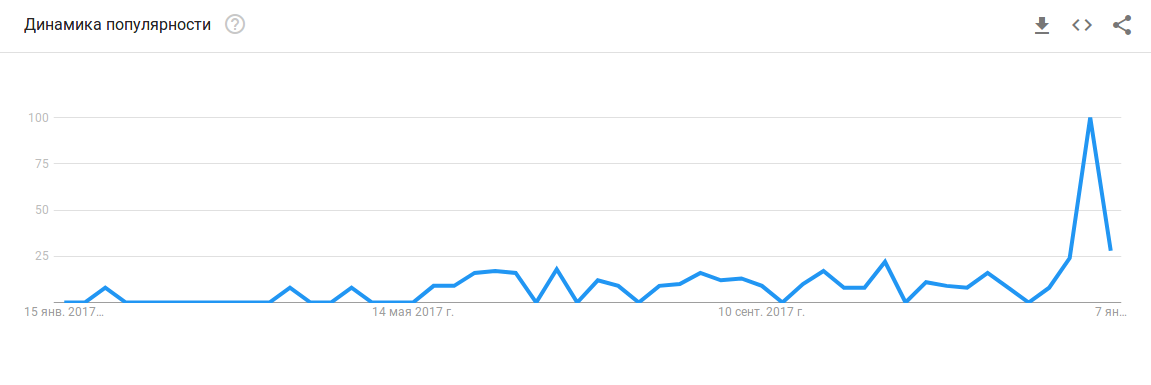 Динамика популярности
100
75
50
25
15 янв. 2017…
14 мая 2017 г.
10 сент. 2017 г.
7 ян…